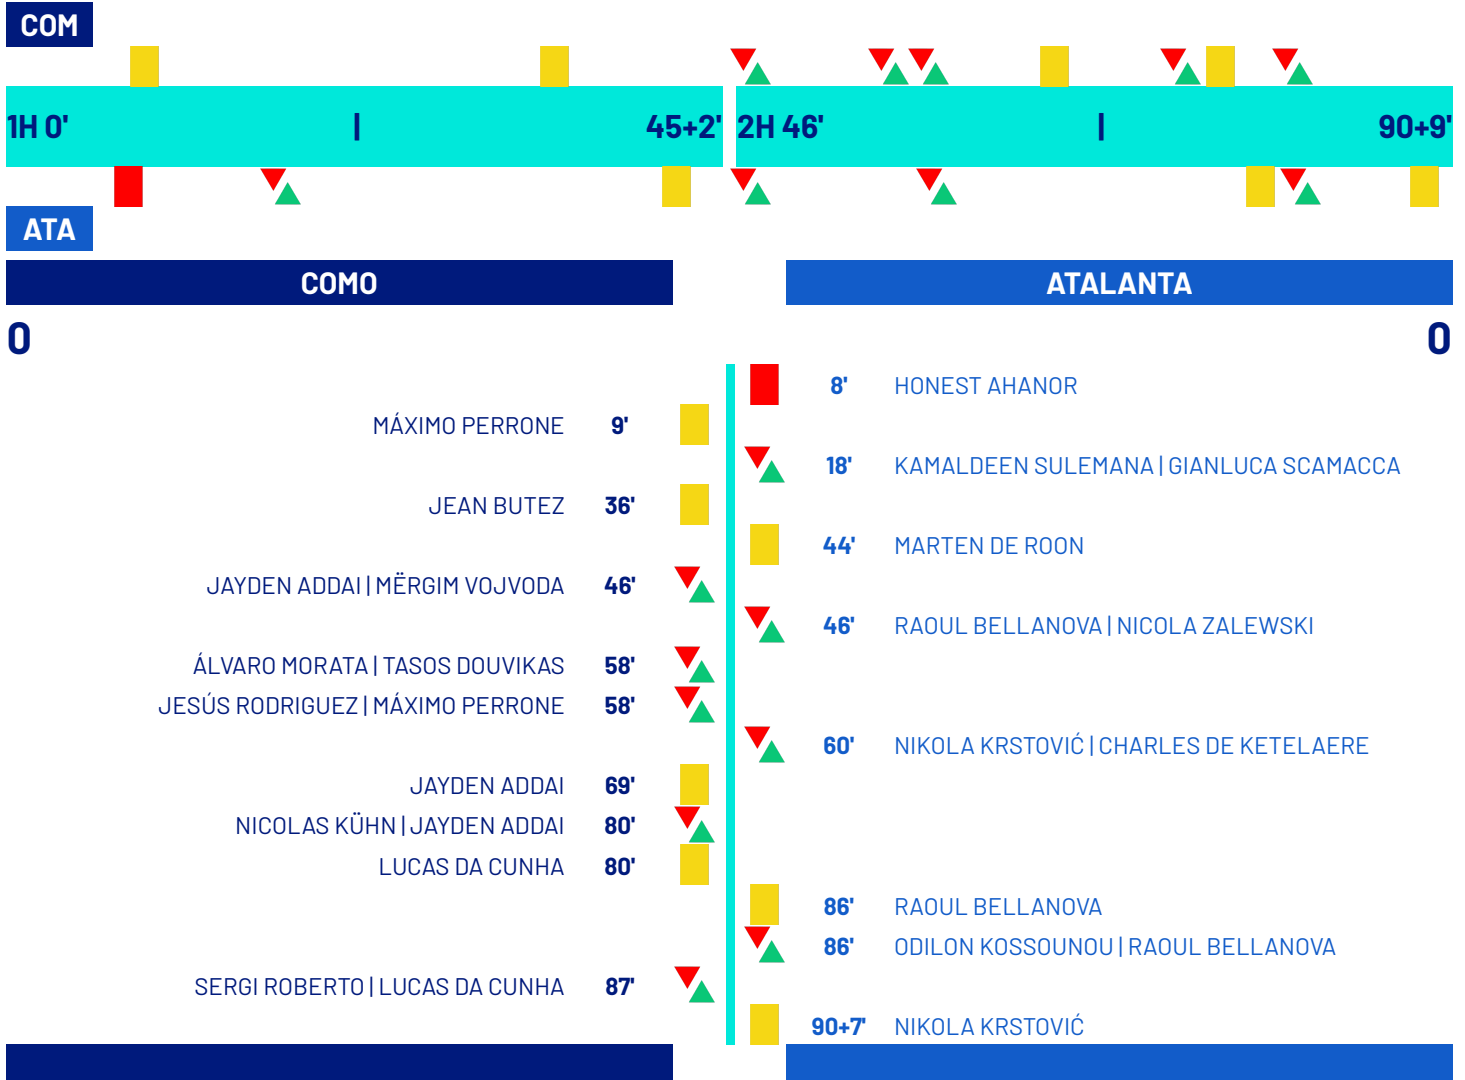 COM
1H 0' | 45+2' 2H 46' | 90+9'
ATA
COMO ATALANTA
0 0
8' HONEST AHANOR
MÁXIMO PERRONE 9'
18' KAMALDEEN SULEMANA | GIANLUCA SCAMACCA
JEAN BUTEZ 36'
44' MARTEN DE ROON
JAYDEN ADDAI | MËRGIM VOJVODA 46'
46' RAOUL BELLANOVA | NICOLA ZALEWSKI
ÁLVARO MORATA | TASOS DOUVIKAS 58'
JESÚS RODRIGUEZ | MÁXIMO PERRONE 58'
60' NIKOLA KRSTOVIĆ | CHARLES DE KETELAERE
JAYDEN ADDAI 69'
NICOLAS KÜHN | JAYDEN ADDAI 80'
LUCAS DA CUNHA 80'
86' RAOUL BELLANOVA
86' ODILON KOSSOUNOU | RAOUL BELLANOVA
SERGI ROBERTO | LUCAS DA CUNHA 87'
90+7' NIKOLA KRSTOVIĆ